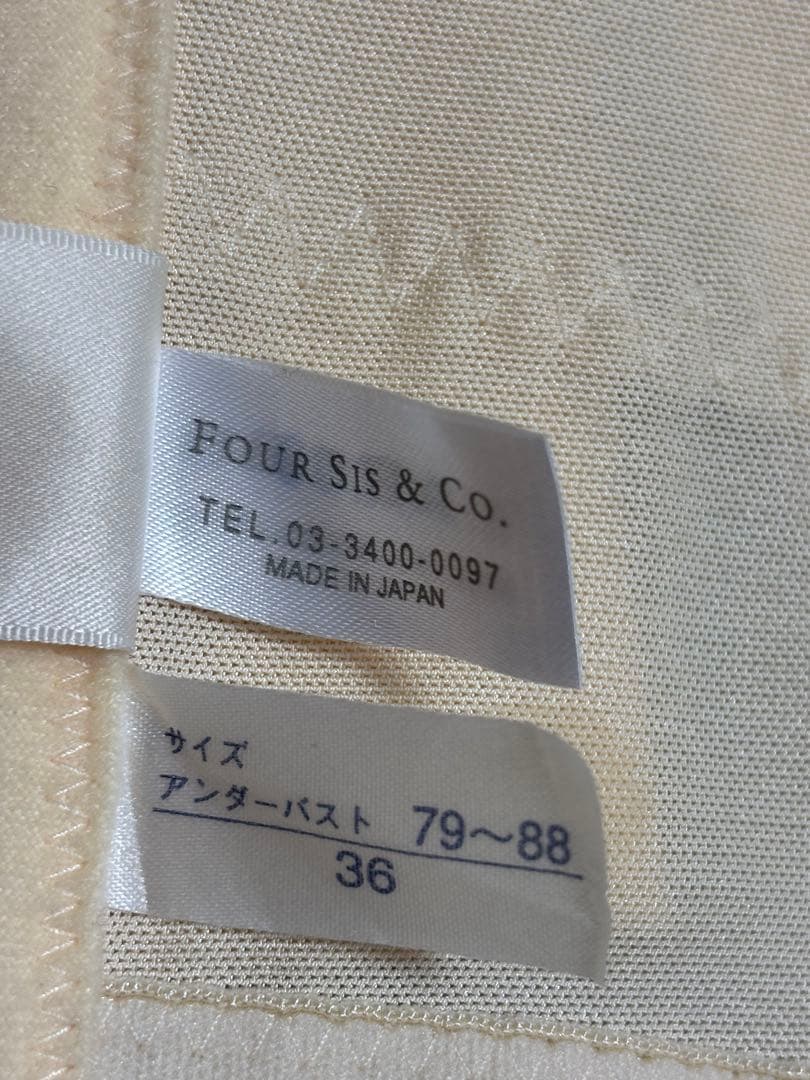 FOUR SIS & CO.
TEL.03-3400-0097
MADE IN JAPAN
サイズ
アンダーバスト 79〜88
36